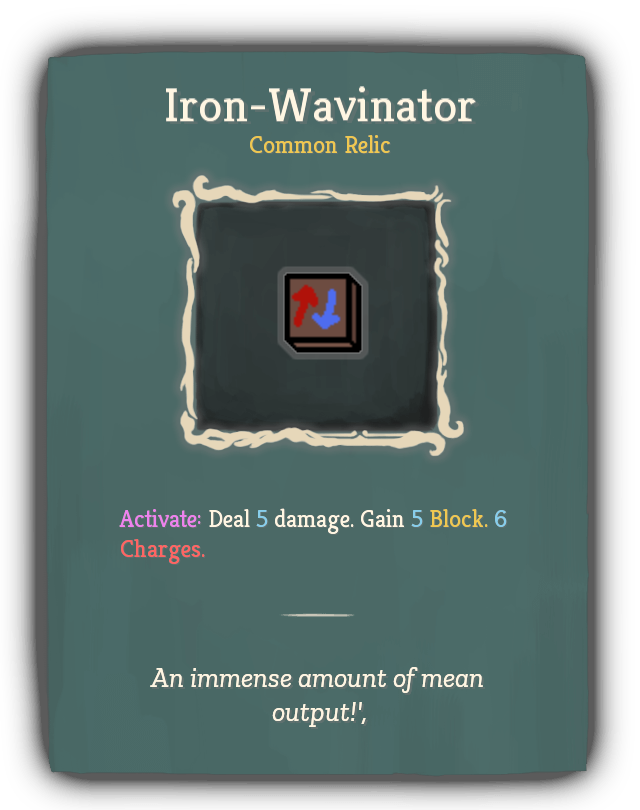 Iron-Wavinator
Common Relic
Activate: Deal 5 damage. Gain 5 Block. 6
Charges.
An immense amount of mean
output!',